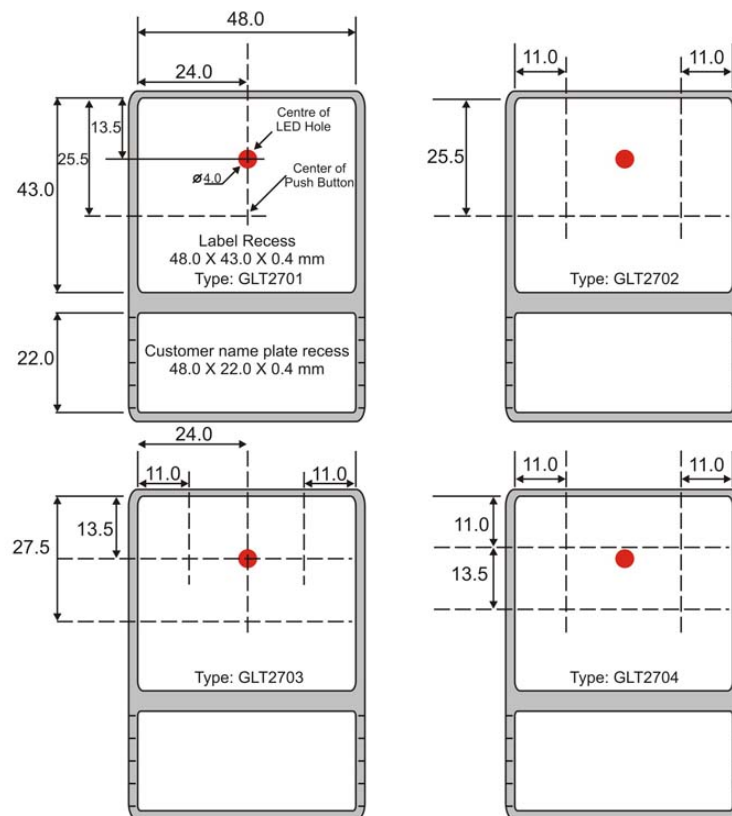 48.0
24.0
13.5
25.5
43.0
Centre of
LED Hole
Ø4.0
Center of
Push Button
Label Recess
48.0 X 43.0 X 0.4 mm
Type: GLT2701
22.0
Customer name plate recess
48.0 X 22.0 X 0.4 mm
11.0
11.0
25.5
Type: GLT2702
24.0
11.0
11.0
13.5
27.5
Type: GLT2703
11.0
11.0
11.0
13.5
Type: GLT2704